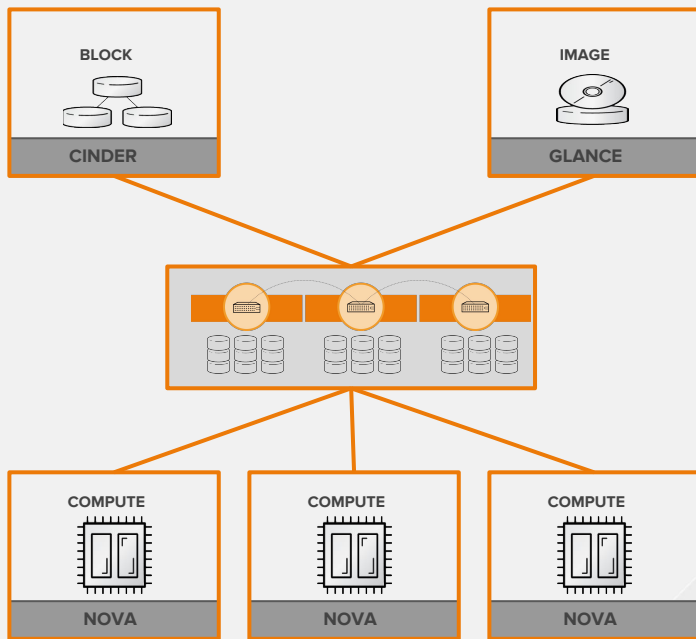 BLOCK
CINDER
IMAGE
GLANCE
COMPUTE
NOVA
COMPUTE
NOVA
COMPUTE
NOVA